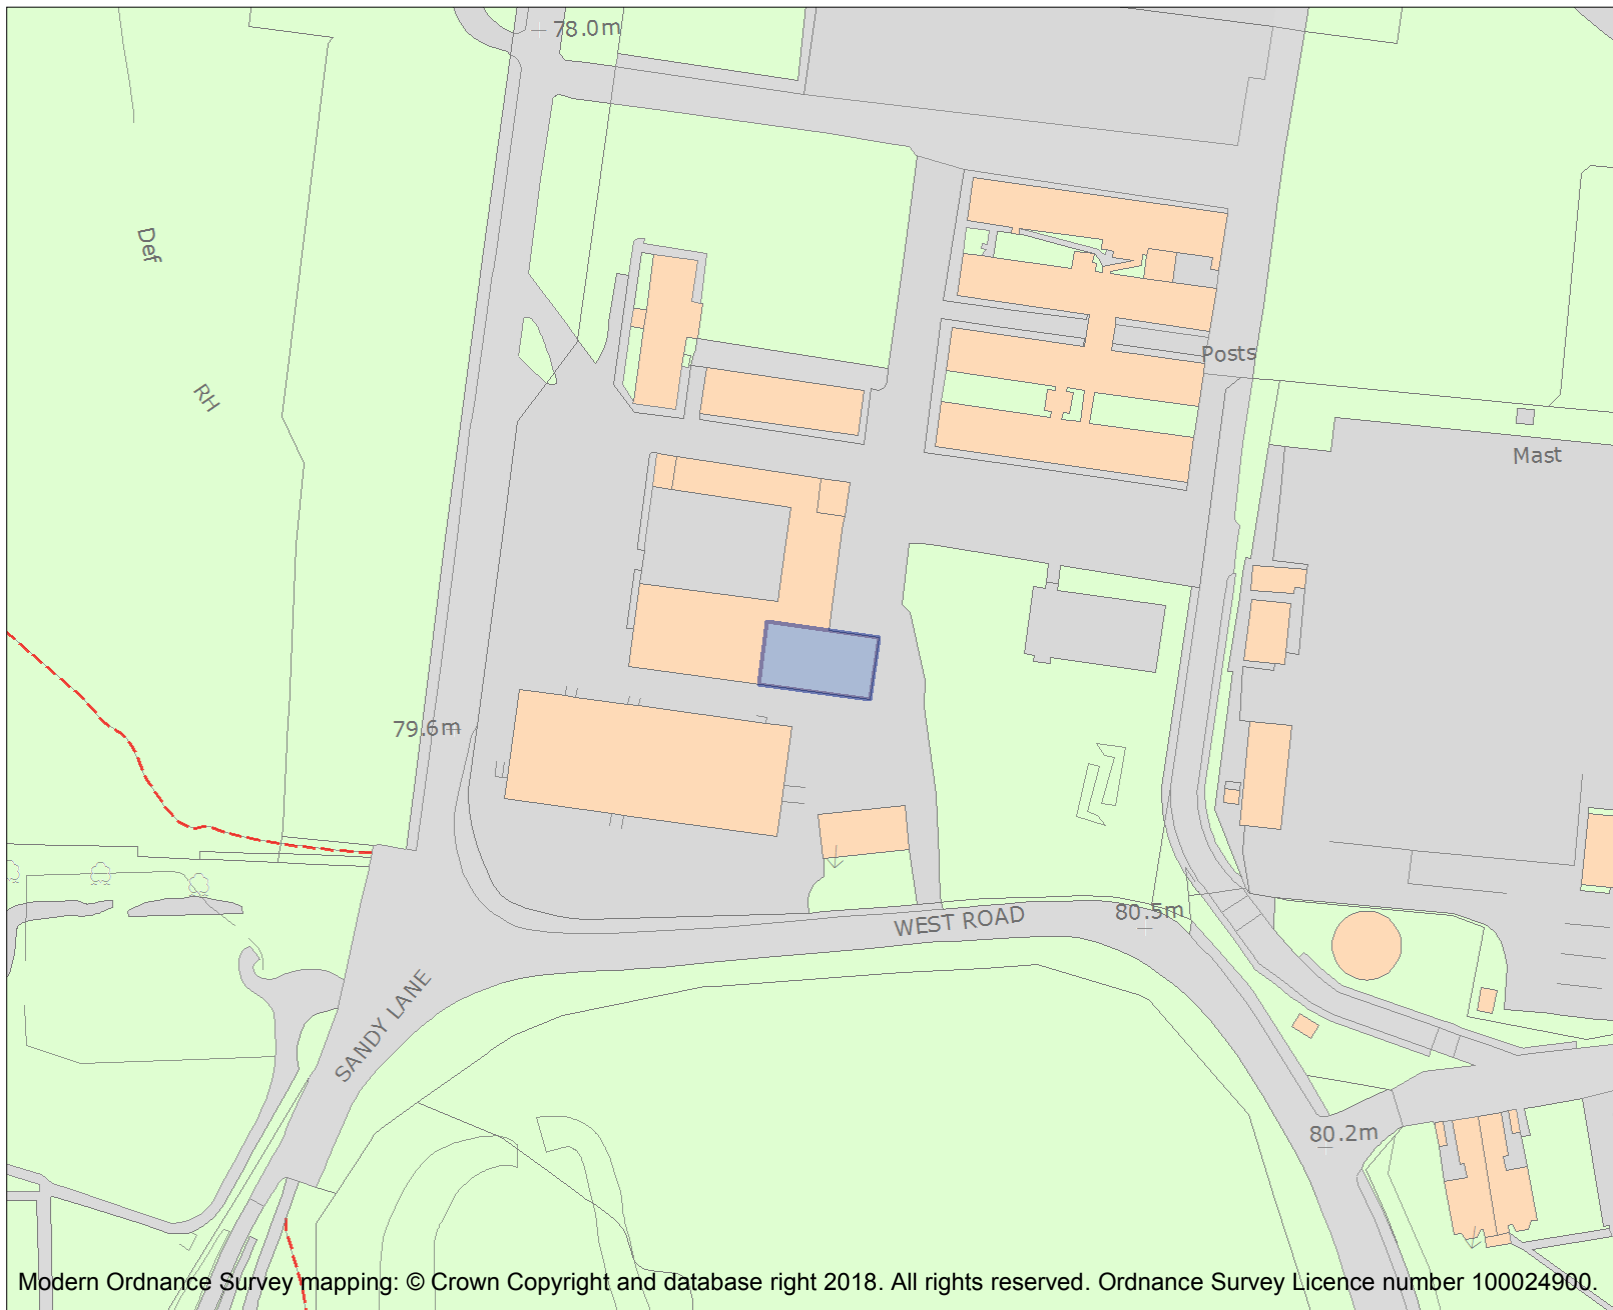 78.0m
Def
RH
Posts
Mast
79.6m
80.5m
WEST ROAD
SANDY LANE
80.2m
Modern Ordnance Survey mapping: © Crown Copyright and database right 2018. All rights reserved. Ordnance Survey Licence number 100024900.